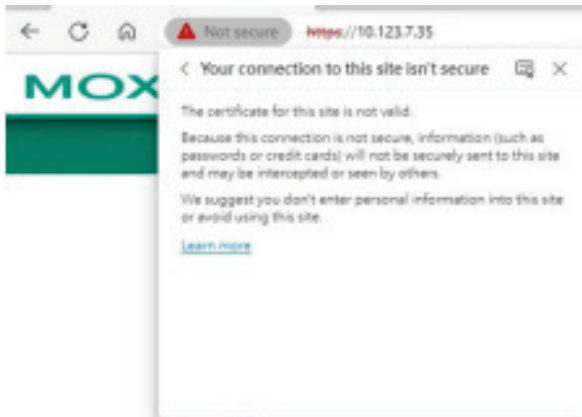 Not secure https://10.123.7.35
MOX
Your connection to this site isn't secure
The certificate for this site is not valid.
Because this connection is not secure, information (such as
passwords or credit cards) will not be securely sent to this site
and may be intercepted or seen by others.
We suggest you don't enter personal information into this site
or avoid using this site.
Learn more